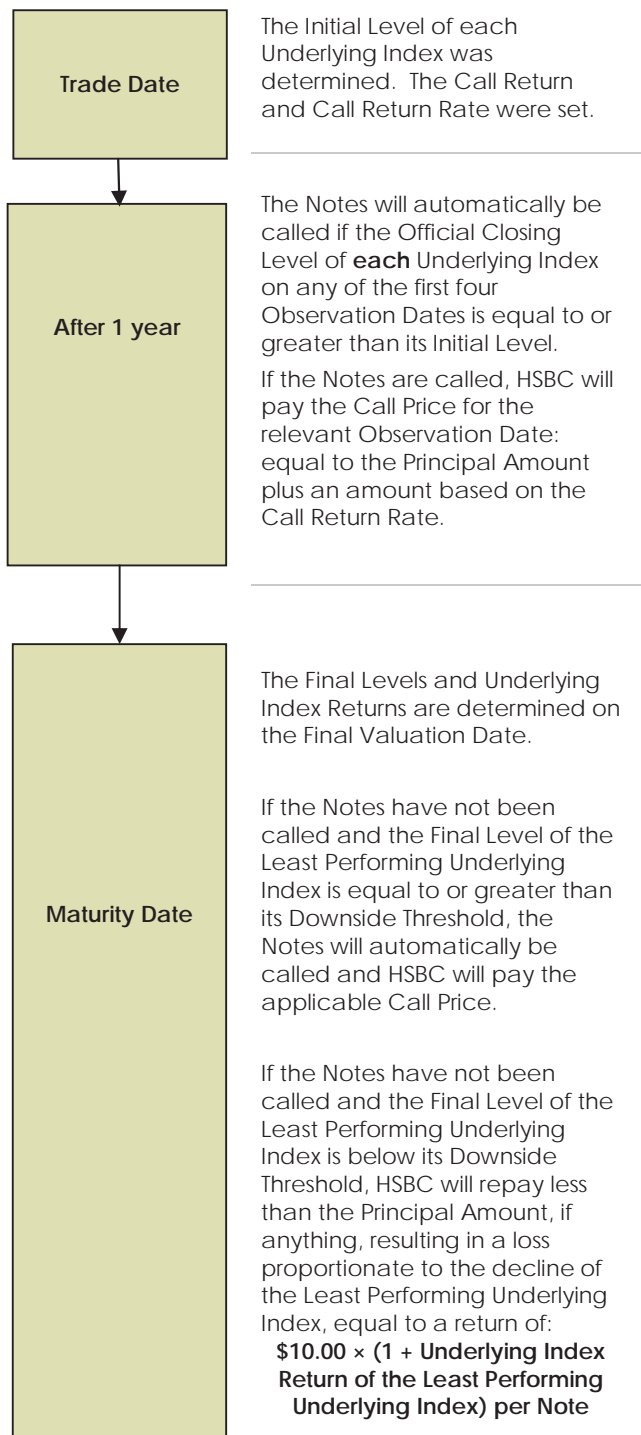 Trade Date
The Initial Level of each
Underlying Index was
determined.  The Call Return
and Call Return Rate were set.
After 1 year
The Notes will automatically be
called if the Official Closing
Level of each Underlying Index
on any of the first four
Observation Dates is equal to or
greater than its Initial Level.
If the Notes are called, HSBC will
pay the Call Price for the
relevant Observation Date:
equal to the Principal Amount
plus an amount based on the
Call Return Rate.
Maturity Date
The Final Levels and Underlying
Index Returns are determined on
the Final Valuation Date.
If the Notes have not been
called and the Final Level of the
Least Performing Underlying
Index is equal to or greater than
its Downside Threshold, the
Notes will automatically be
called and HSBC will pay the
applicable Call Price.
If the Notes have not been
called and the Final Level of the
Least Performing Underlying
Index is below its Downside
Threshold, HSBC will repay less
than the Principal Amount, if
anything, resulting in a loss
proportionate to the decline of
the Least Performing Underlying
Index, equal to a return of:
$10.00 × (1 + Underlying Index
Return of the Least Performing
Underlying Index) per Note